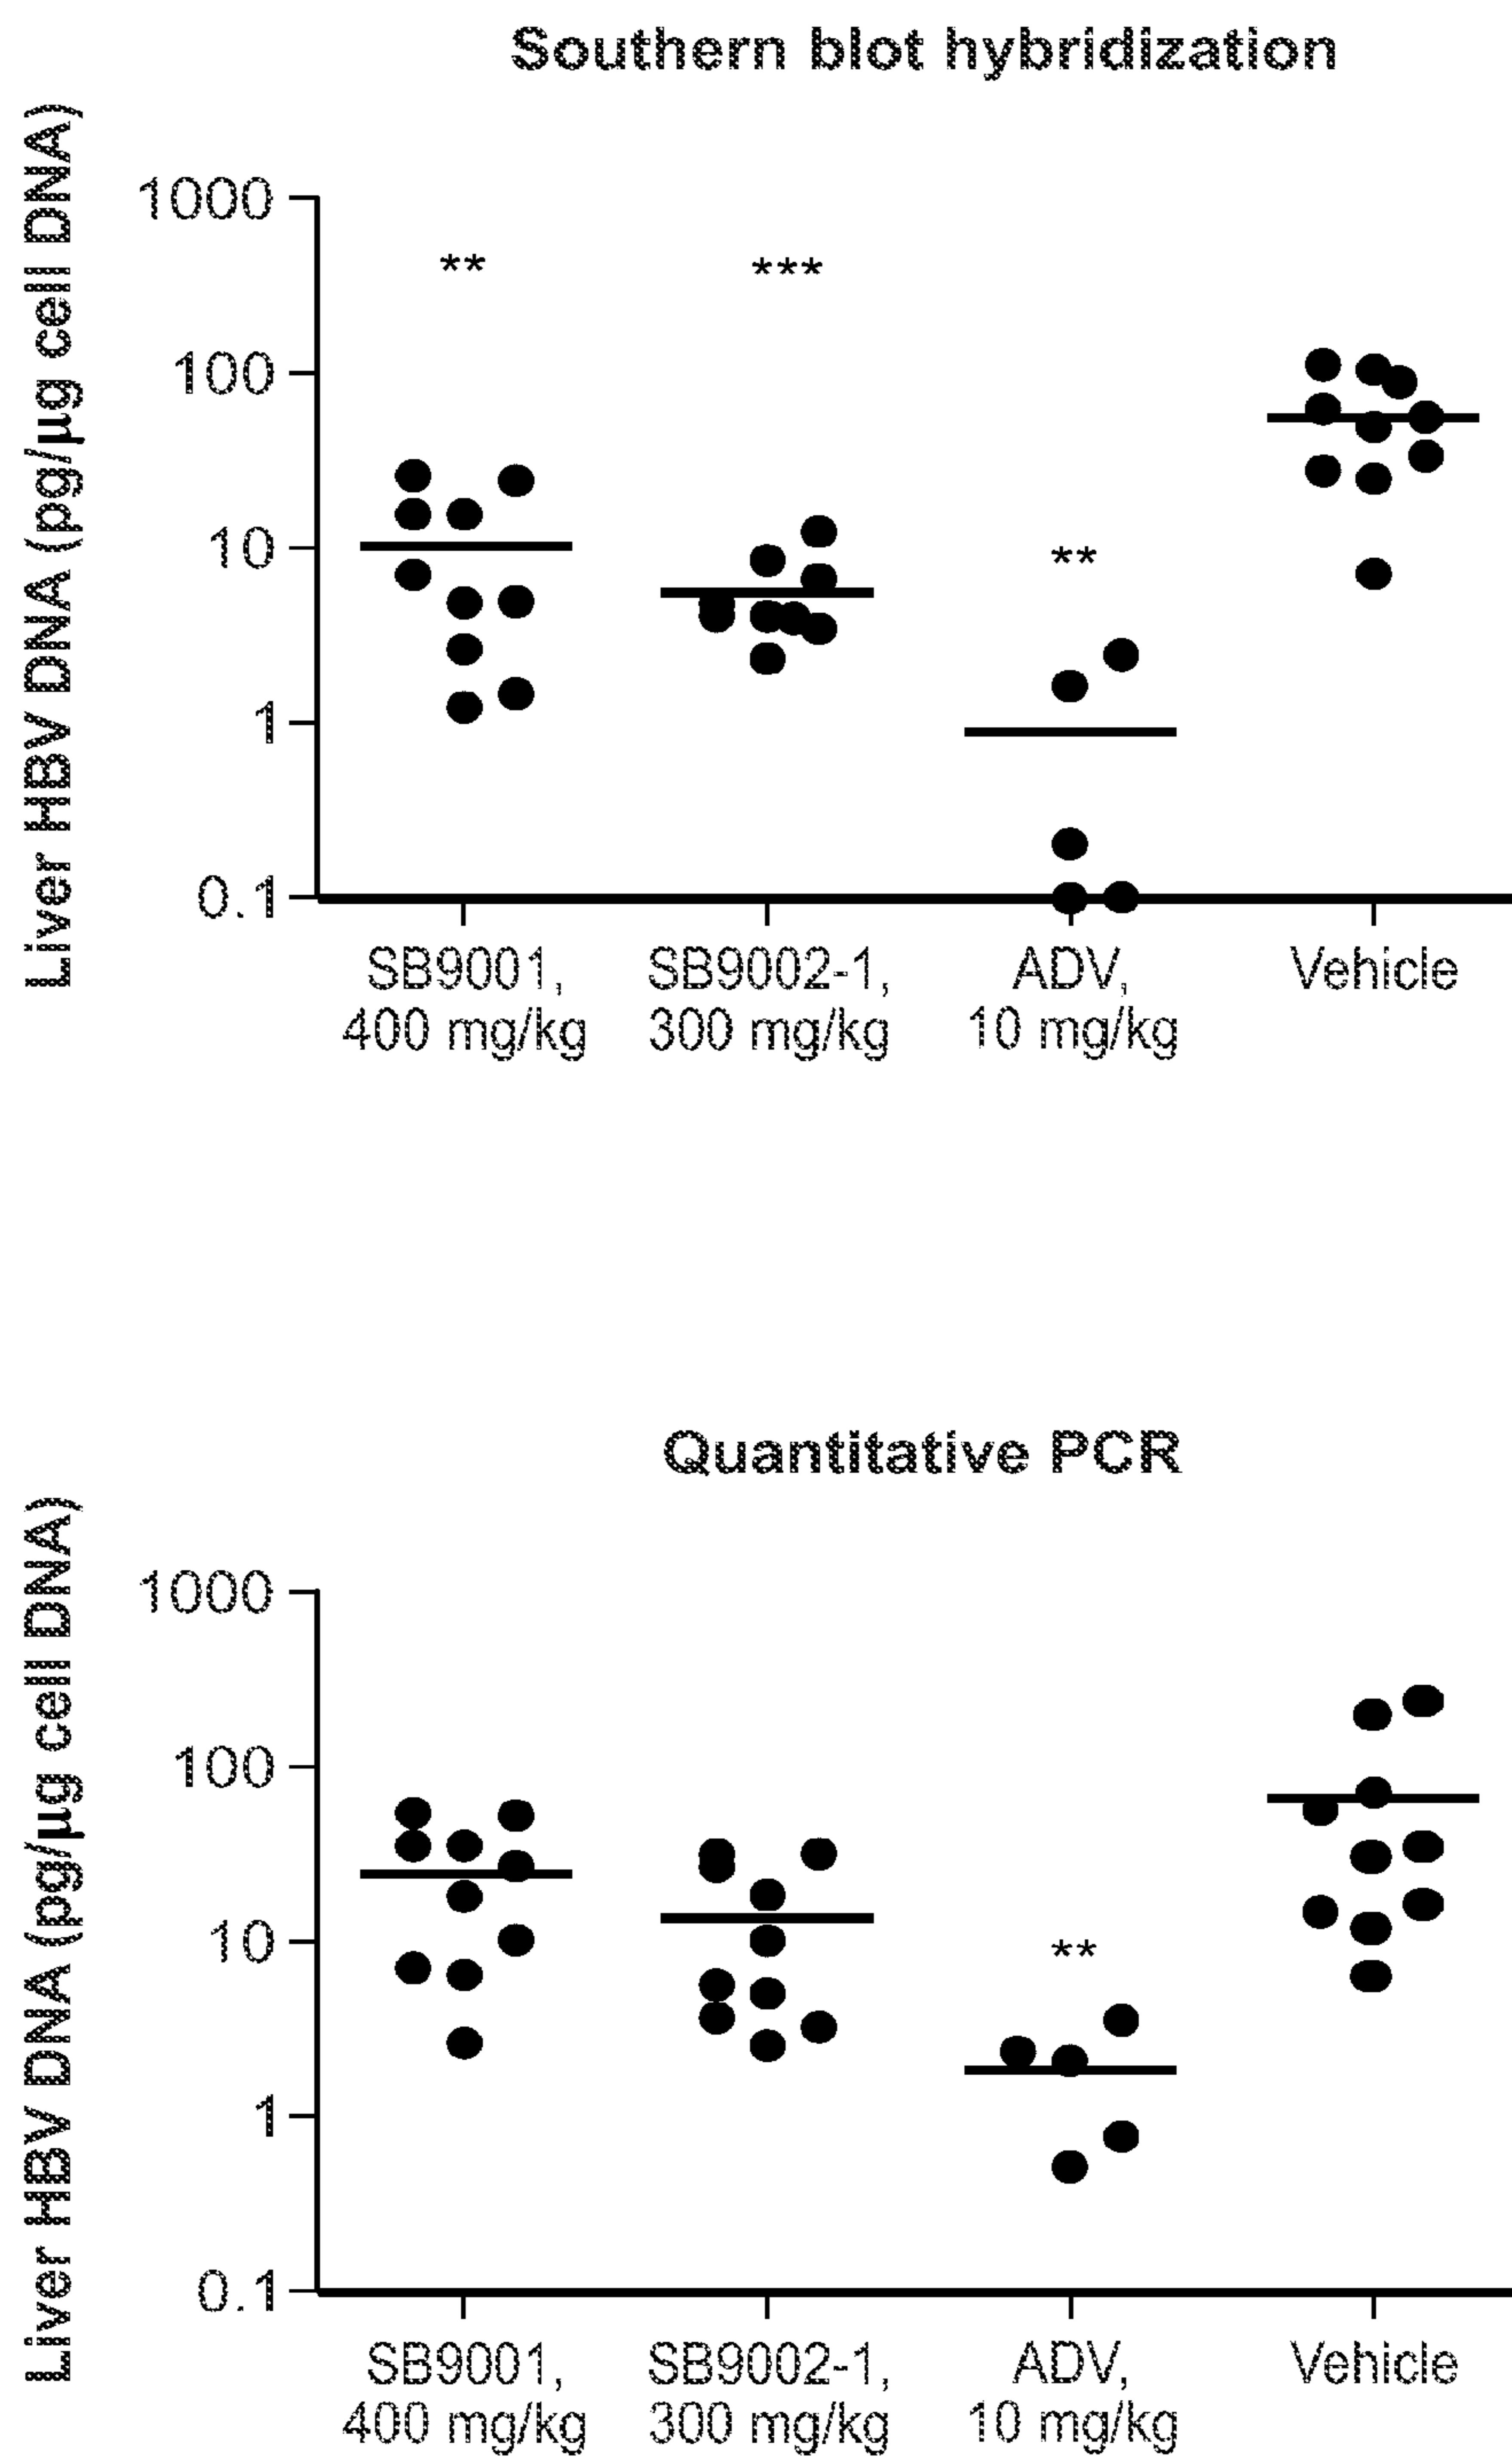 Southern blot hybridization
Liver HBV DNA (pg/µg cell DNA)
1000
100
10
1
0.1
**
***
**
SB9001,
400 mg/kg
SB9002-1,
300 mg/kg
ADV,
10 mg/kg
Vehicle
Quantitative PCR
Liver HBV DNA (pg/µg cell DNA)
1000
100
10
1
0.1
**
SB9001,
400 mg/kg
SB9002-1,
300 mg/kg
ADV,
10 mg/kg
Vehicle